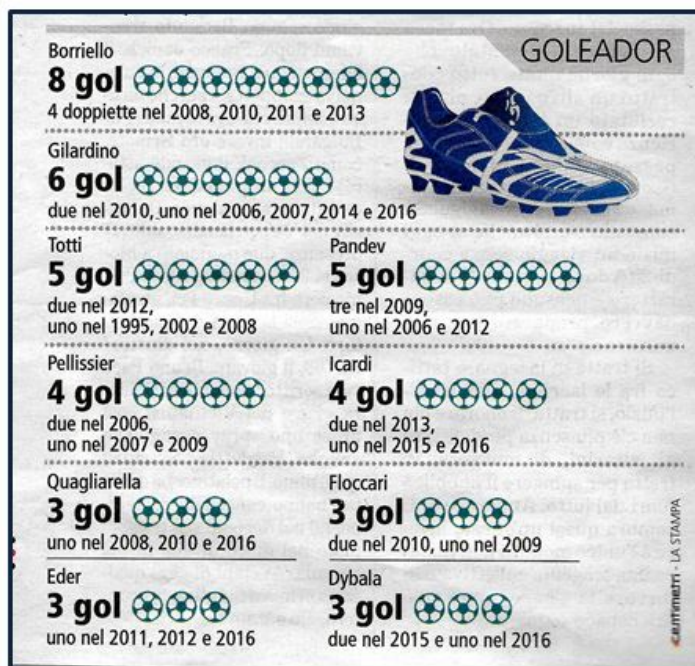 GOLEADOR
Borriello
8 gol
4 doppiette nel 2008, 2010, 2011 e 2013
Gilardino
6 gol
due nel 2010, uno nel 2006, 2007, 2014 e 2016
Totti
5 gol
due nel 2012,
uno nel 1995, 2002 e 2008
Pandev
5 gol
tre nel 2009,
uno nel 2006 e 2012
Pellissier
4 gol
due nel 2006,
uno nel 2007 e 2009
Icardi
4 gol
due nel 2013,
uno nel 2015 e 2016
Quagliarella
3 gol
uno nel 2008, 2010 e 2016
Floccari
3 gol
due nel 2010, uno nel 2009
Eder
3 gol
uno nel 2011, 2012 e 2016
Dybala
3 gol
due nel 2015 e uno nel 2016
centimetri - LA STAMPA